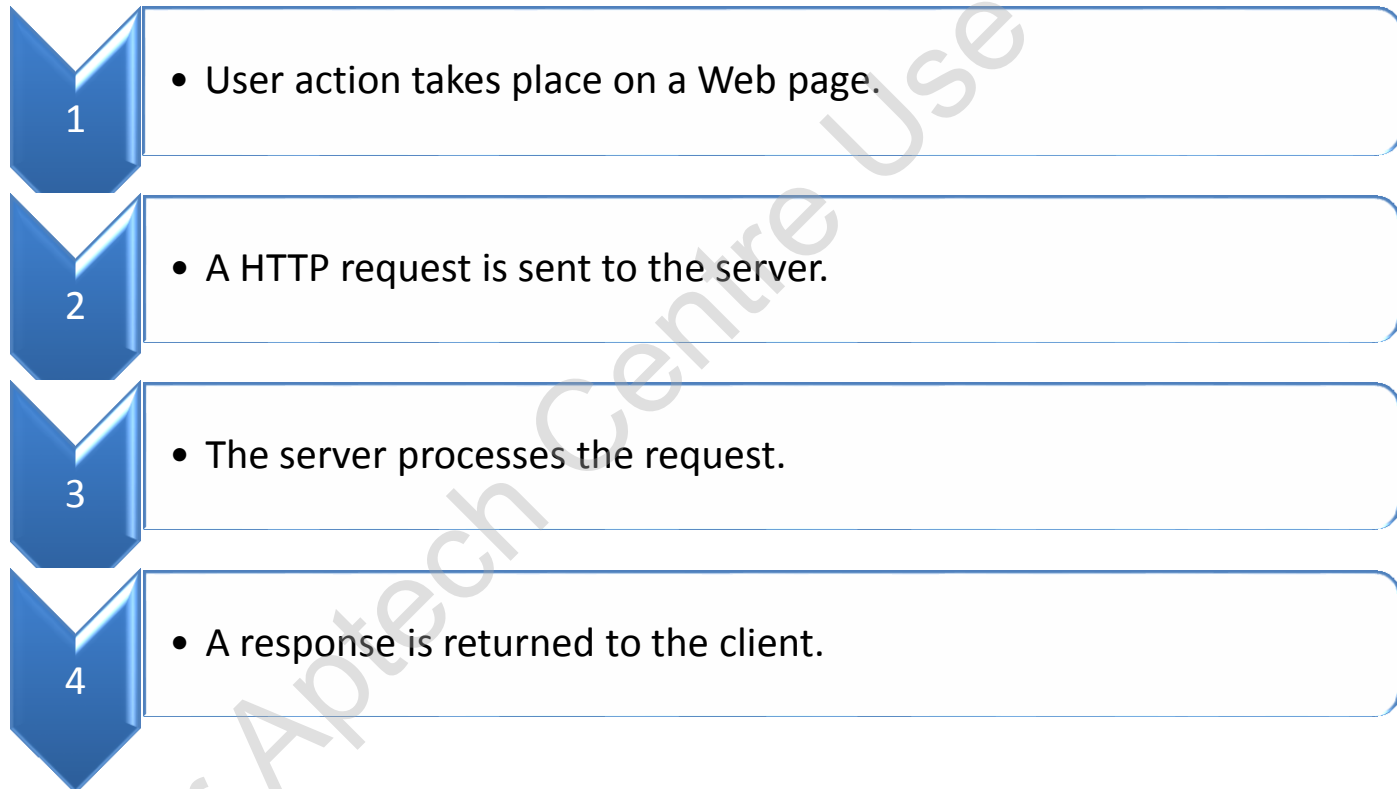 1
• User action takes place on a Web page.
2
• A HTTP request is sent to the server.
3
• The server processes the request.
4
• A response is returned to the client.
Aptech Centre Use